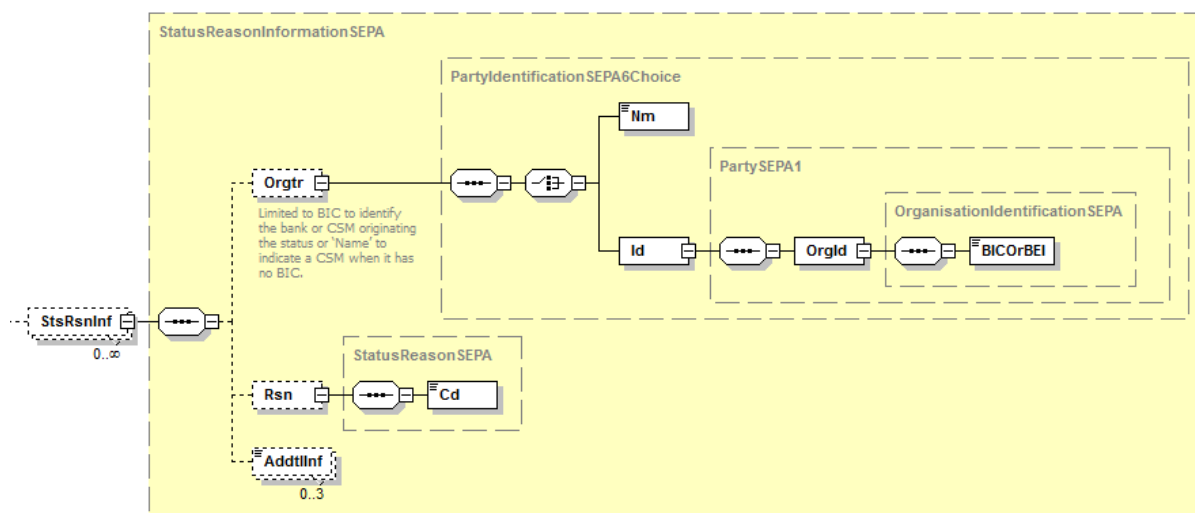 StatusReasonInformationSEPA
PartyIdentificationSEPA6Choice
Nm
PartySEPA1
Orgtr
OrganisationIdentificationSEPA
Limited to BIC to identify
the bank or CSM originating
the status or 'Name' to
indicate a CSM when it has
no BIC.
Id
OrgId
BICOrBEI
StsRsnInf
0..∞
StatusReasonSEPA
Rsn
Cd
AddtlInf
0..3